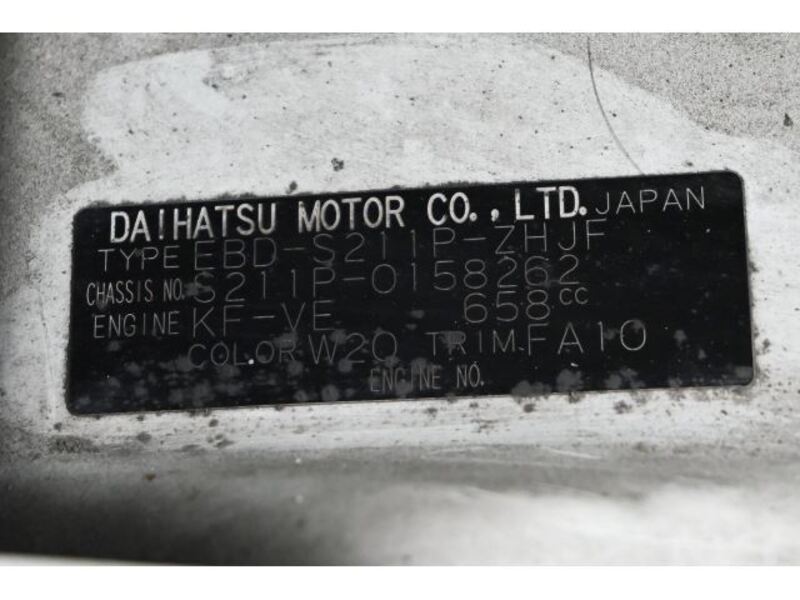 DAIHATSU MOTOR CO., LTD. JAPAN
TYPE EBD-S211P-ZHJF
CHASSIS NO. S211P-0158262
ENGINE KF-VE 658cc
COLOR W20 TRIM FA10
ENGINE NO.